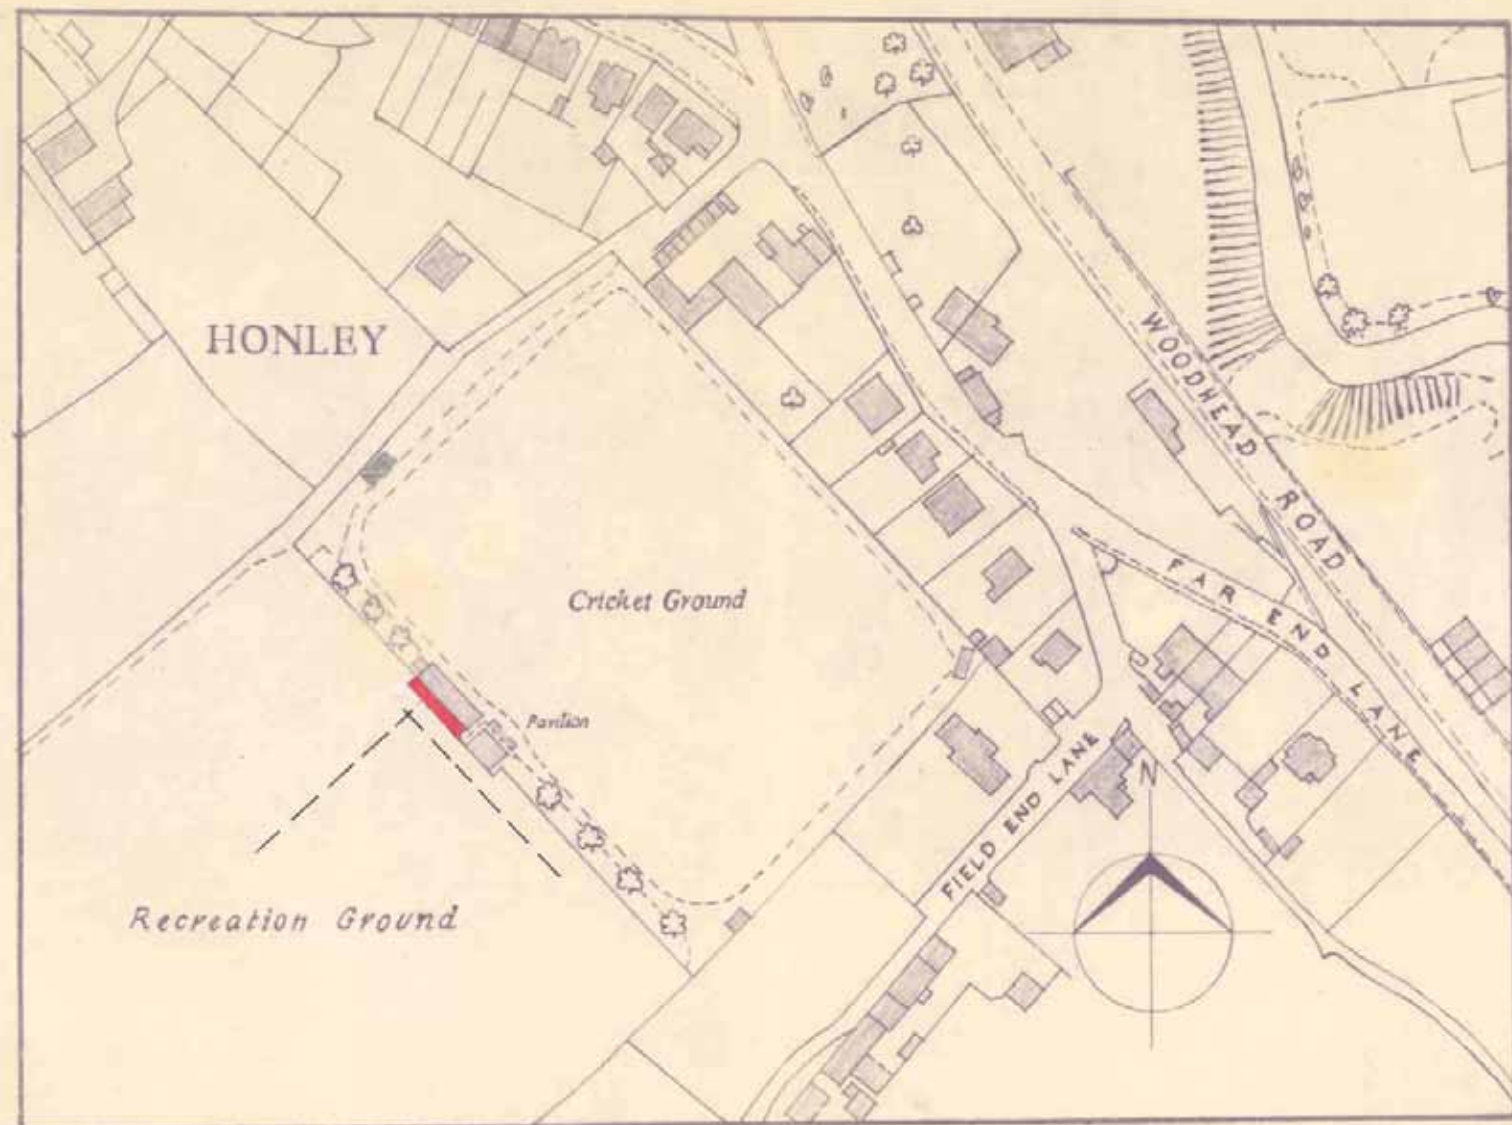 HONLEY
WOODHEAD ROAD
Cricket Ground
FAR END LANE
Pavilion
FIELD END LANE
N
Recreation Ground